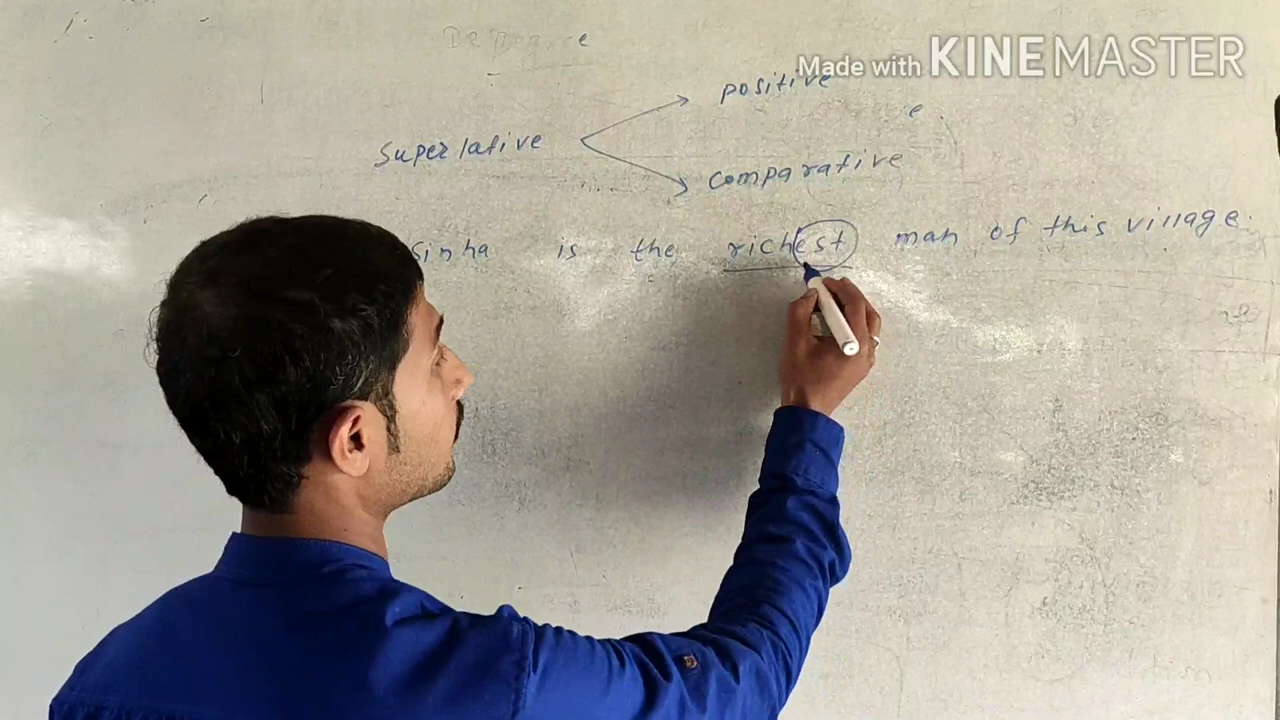 Made with KINEMASTER
positive
Superlative
comparative
sinha is the richest man of this village.